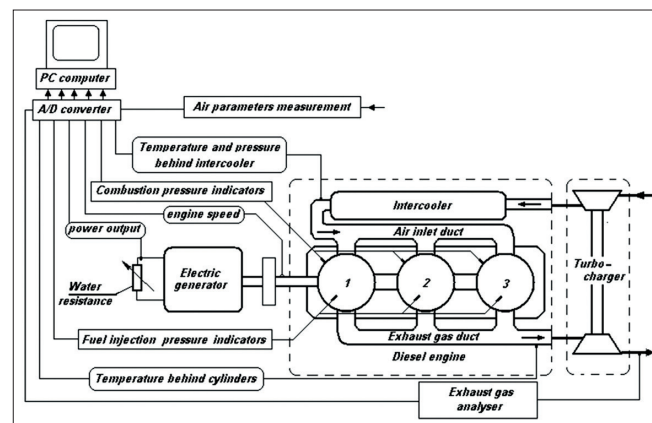 PC computer
A/D converter
Air parameters measurement
Temperature and pressure
behind intercooler
Combustion pressure indicators
engine speed
power output
Water
resistance
Electric
generator
Intercooler
Air inlet duct
1
2
3
Turbo-
charger
Fuel injection pressure indicators
Exhaust gas duct
Diesel engine
Temperature behind cylinders
Exhaust gas
analyser